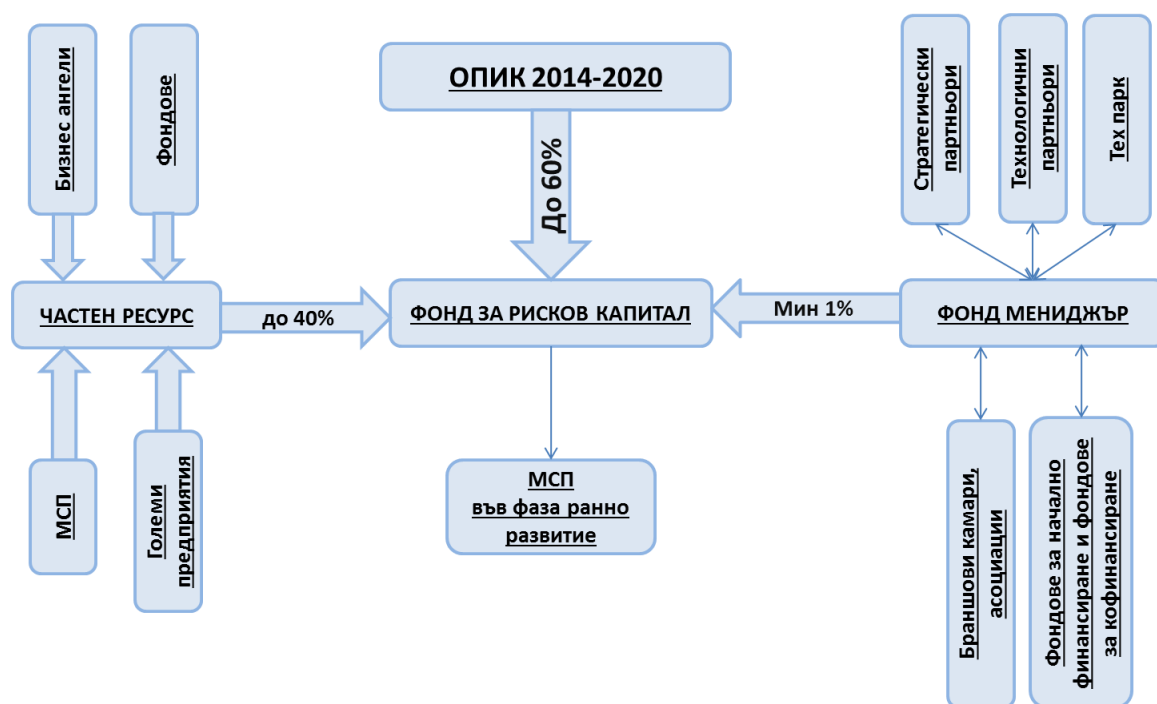 Бизнес ангели
Фондове
ОПИК 2014-2020
Стратегически
партньори
Технологични
партньори
Тех парк
До 60%
ЧАСТЕН РЕСУРС
до 40%
ФОНД ЗА РИСКОВ КАПИТАЛ
Мин 1%
ФОНД МЕНИДЖЪР
МСП
Големи
предприятия
МСП
във фаза ранно
развитие
Браншови камари,
асоциации
Фондове за начално
финансиране и фондове
за кофинансиране